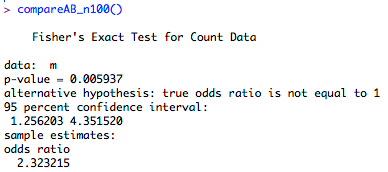 > compareAB_n100()
Fisher's Exact Test for Count Data
data:  m
p-value = 0.005937
alternative hypothesis: true odds ratio is not equal to 1
95 percent confidence interval:
 1.256203 4.351520
sample estimates:
odds ratio
  2.323215